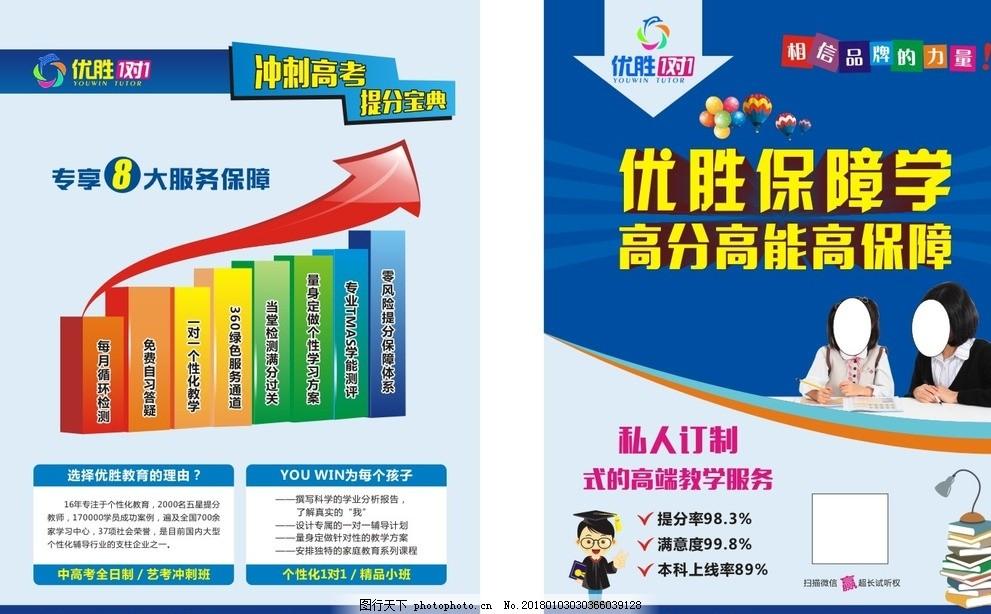 优胜1对1
YOUWIN TUTOR
冲刺高考
提分宝典
专享8大服务保障
每月循环检测
免费自习答疑
一对一个性化教学
360绿色服务通道
当堂检测满分过关
量身定做个性学习方案
专业TMAS学能测评
零风险提分保障体系
选择优胜教育的理由？
16年专注于个性化教育，2000名五星提分
教师，170000学员成功案例，遍及全国700余
家学习中心，37项社会荣誉，是目前国内大型
个性化辅导行业的支柱企业之一。
中高考全日制 / 艺考冲刺班
YOU WIN为每个孩子
——撰写科学的学业分析报告，
了解真实的“我”
——设计专属的一对一辅导计划
——量身定做针对性的教学方案
——安排独特的家庭教育系列课程
个性化1对1 / 精品小班
优胜1对1
YOUWIN TUTOR
相信品牌的力量!
优胜保障学
高分高能高保障
私人订制
式的高端教学服务
提分率98.3%
满意度99.8%
本科上线率89%
扫描微信 赢 超长试听权
图行天下 photophoto.cn No.20180103030366039128